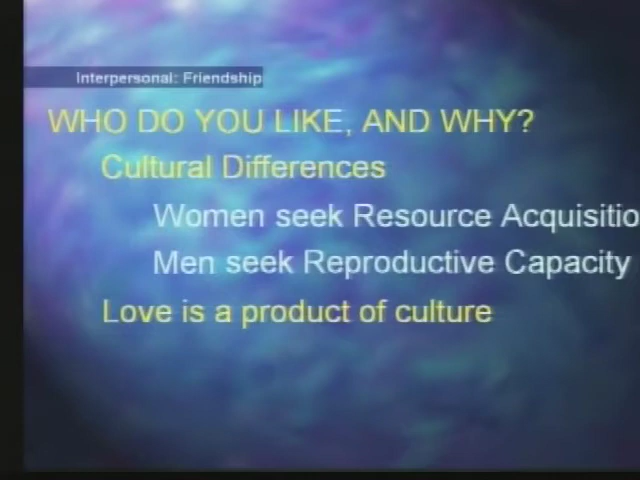 Interpersonal: Friendship
WHO DO YOU LIKE, AND WHY?
Cultural Differences
Women seek Resource Acquisitio
Men seek Reproductive Capacity
Love is a product of culture